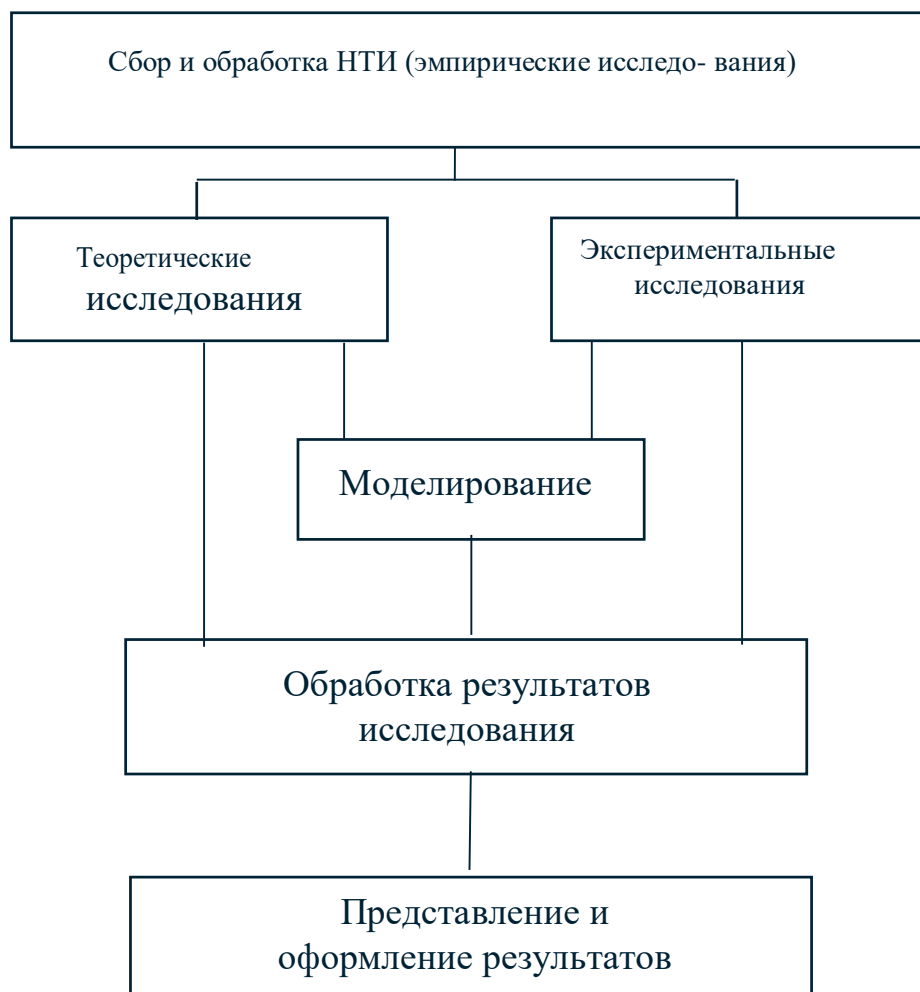 Сбор и обработка НТИ (эмпирические исследо- вания)
Теоретические
исследования
Экспериментальные
исследования
Моделирование
Обработка результатов
исследования
Представление и
оформление результатов